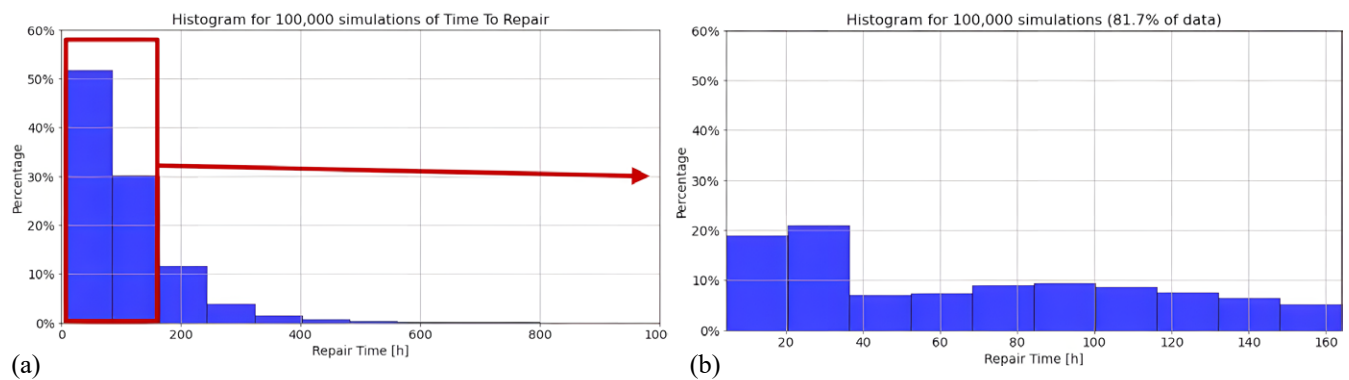 Histogram for 100,000 simulations of Time To Repair
60%
50%
40%
30%
20%
10%
0%
Percentage
0 200 400 600 800 100
Repair Time [h]
(a)
Histogram for 100,000 simulations (81.7% of data)
60%
50%
40%
30%
20%
10%
0%
Percentage
20 40 60 80 100 120 140 160
Repair Time [h]
(b)